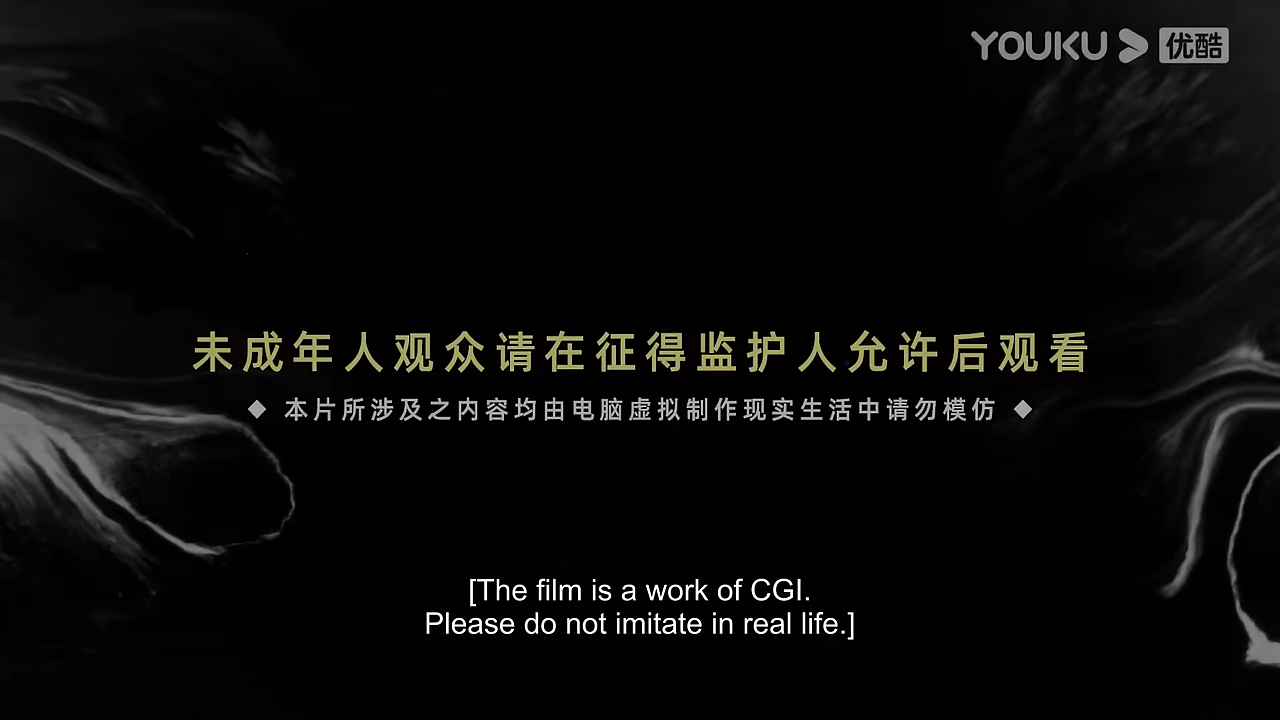 YOUKU 优酷
未成年人观众请在征得监护人允许后观看
◆ 本片所涉及之内容均由电脑虚拟制作现实生活中请勿模仿 ◆
[The film is a work of CGI.
Please do not imitate in real life.]